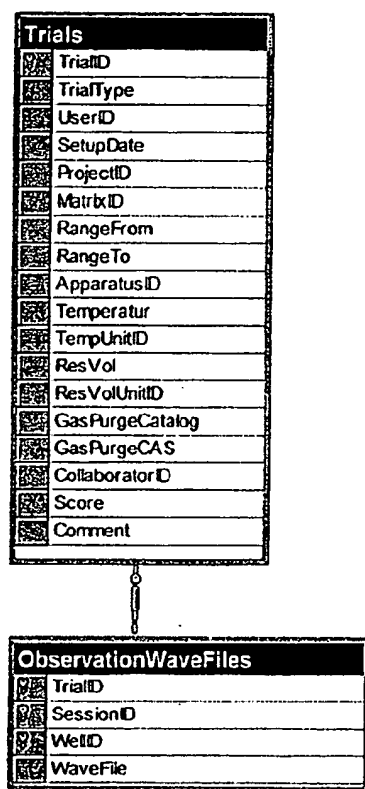 Trials
TrialID
TrialType
UserID
SetupDate
ProjectID
MatrixID
RangeFrom
RangeTo
ApparatusID
Temperatur
TempUnitID
ResVol
ResVolUnitID
GasPurgeCatalog
GasPurgeCAS
CollaboratorID
Score
Comment
ObservationWaveFiles
TrialID
SessionID
WellID
WaveFile